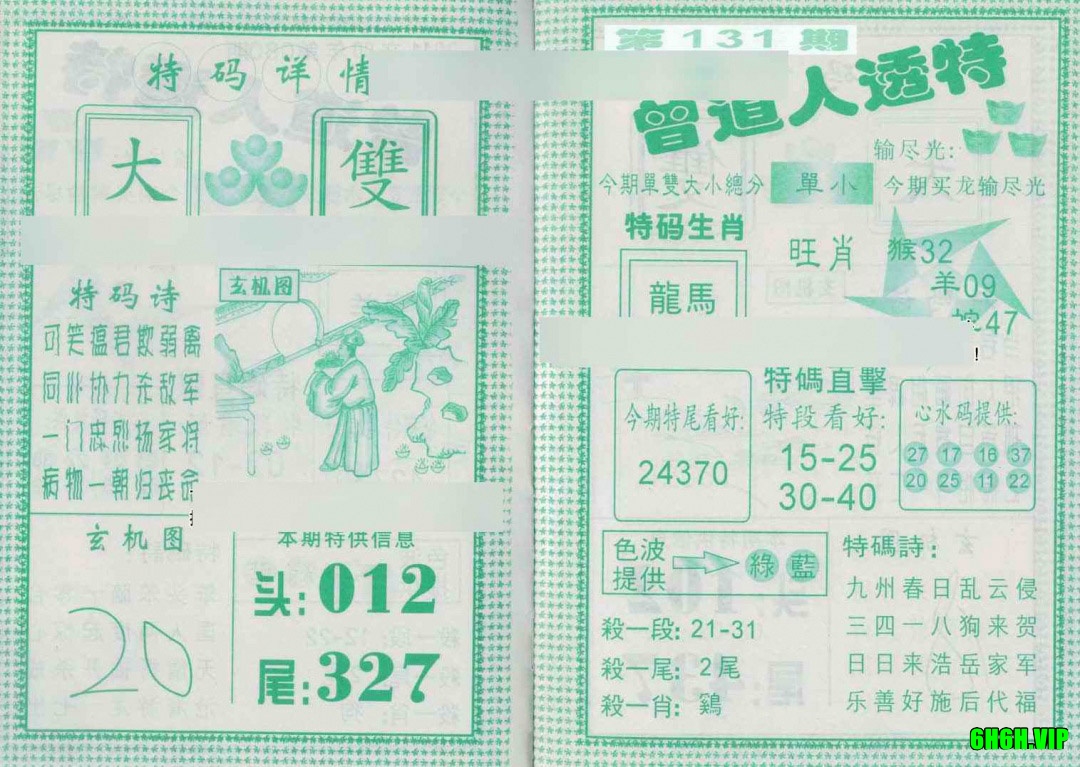 特码详情
大 雙
特码诗
可笑瘟君欺弱禽
同心协力杀敌军
一门忠烈杨家将
病物一朝归丧命
玄机图
玄机图
20
本期特供信息
头:012
尾:327
第131期
曾道人透特
输尽光:
今期單雙大小總分 單小 今期买龙输尽光
特码生肖
龍馬
旺肖
猴32
羊09
蛇47
!
今期特尾看好:
24370
特碼直擊
特段看好:
15-25
30-40
心水码提供:
27 17 16 37
20 25 11 22
色波
提供
綠 藍
殺一段: 21-31
殺一尾: 2尾
殺一肖: 鷄
特碼詩:
九州春日乱云侵
三四一八狗来贺
日日来浩岳家军
乐善好施后代福
6H6H.VIP